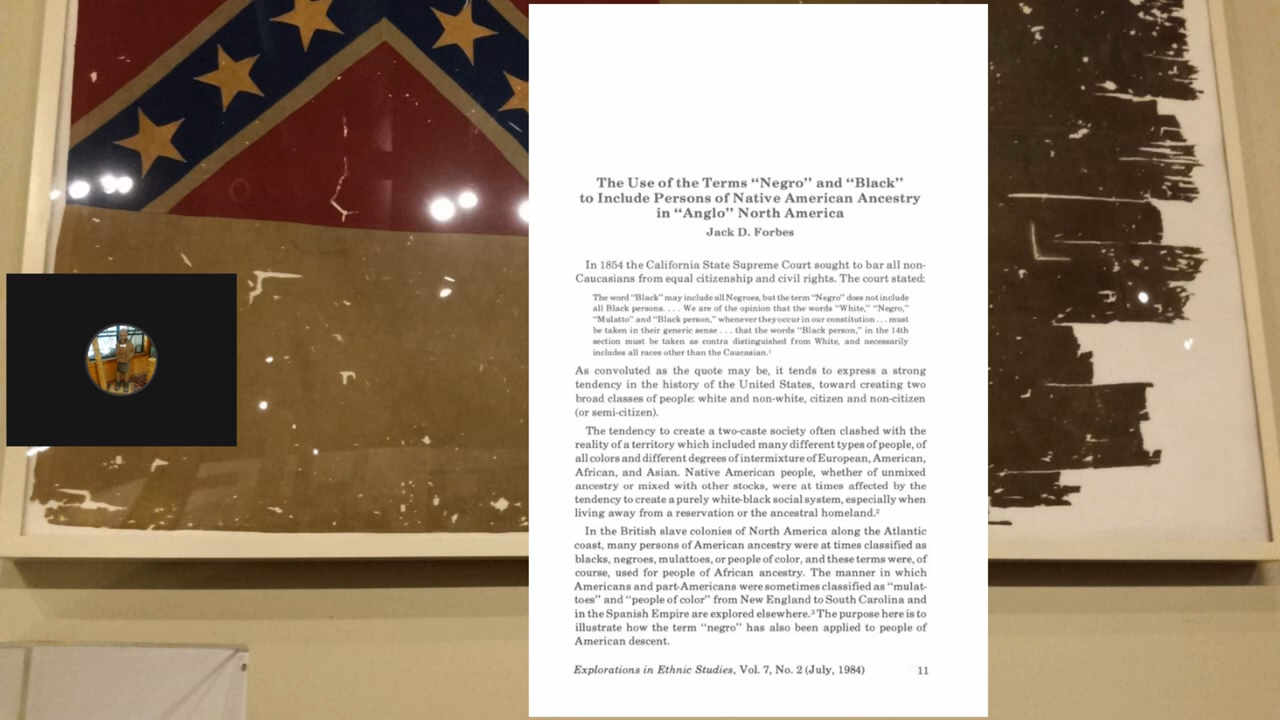 The Use of the Terms “Negro” and “Black”
to Include Persons of Native American Ancestry
in “Anglo” North America
Jack D. Forbes
In 1854 the California State Supreme Court sought to bar all non-
Caucasians from equal citizenship and civil rights. The court stated:
The word “Black” may include all Negroes, but the term “Negro” does not include
all Black persons. . . . We are of the opinion that the words “White,” “Negro,”
“Mulatto” and “Black person,” whenever they occur in our constitution . . . must
be taken in their generic sense . . . that the words “Black person,” in the 14th
section must be taken as contra distinguished from White, and necessarily
includes all races other than the Caucasian.¹
As convoluted as the quote may be, it tends to express a strong
tendency in the history of the United States, toward creating two
broad classes of people: white and non-white, citizen and non-citizen
(or semi-citizen).
The tendency to create a two-caste society often clashed with the
reality of a territory which included many different types of people, of
all colors and different degrees of intermixture of European, American,
African, and Asian. Native American people, whether of unmixed
ancestry or mixed with other stocks, were at times affected by the
tendency to create a purely white-black social system, especially when
living away from a reservation or the ancestral homeland.²
In the British slave colonies of North America along the Atlantic
coast, many persons of American ancestry were at times classified as
blacks, negroes, mulattoes, or people of color, and these terms were, of
course, used for people of African ancestry. The manner in which
Americans and part-Americans were sometimes classified as “mulat-
toes” and “people of color” from New England to South Carolina and
in the Spanish Empire are explored elsewhere.³ The purpose here is to
illustrate how the term “negro” has also been applied to people of
American descent.
Explorations in Ethnic Studies, Vol. 7, No. 2 (July, 1984) 11